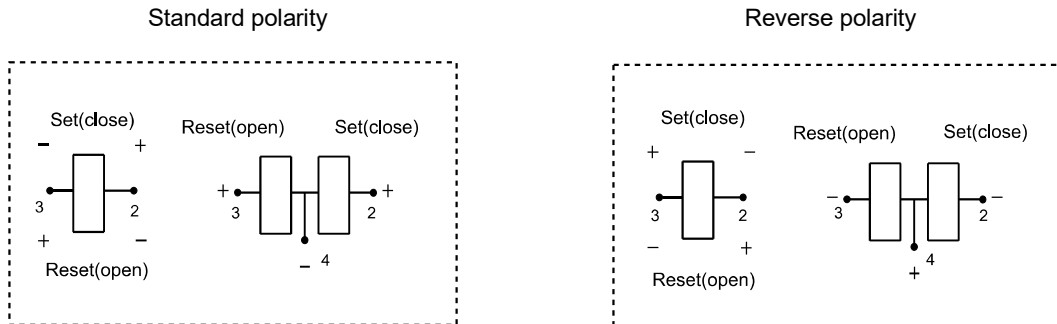 Standard polarity
Set(close)
− +
3 2
+ −
Reset(open)
Reset(open) Set(close)
+ +
3 2
− 4
Reverse polarity
Set(close)
+ −
3 2
− +
Reset(open)
Reset(open) Set(close)
− −
3 2
4
+